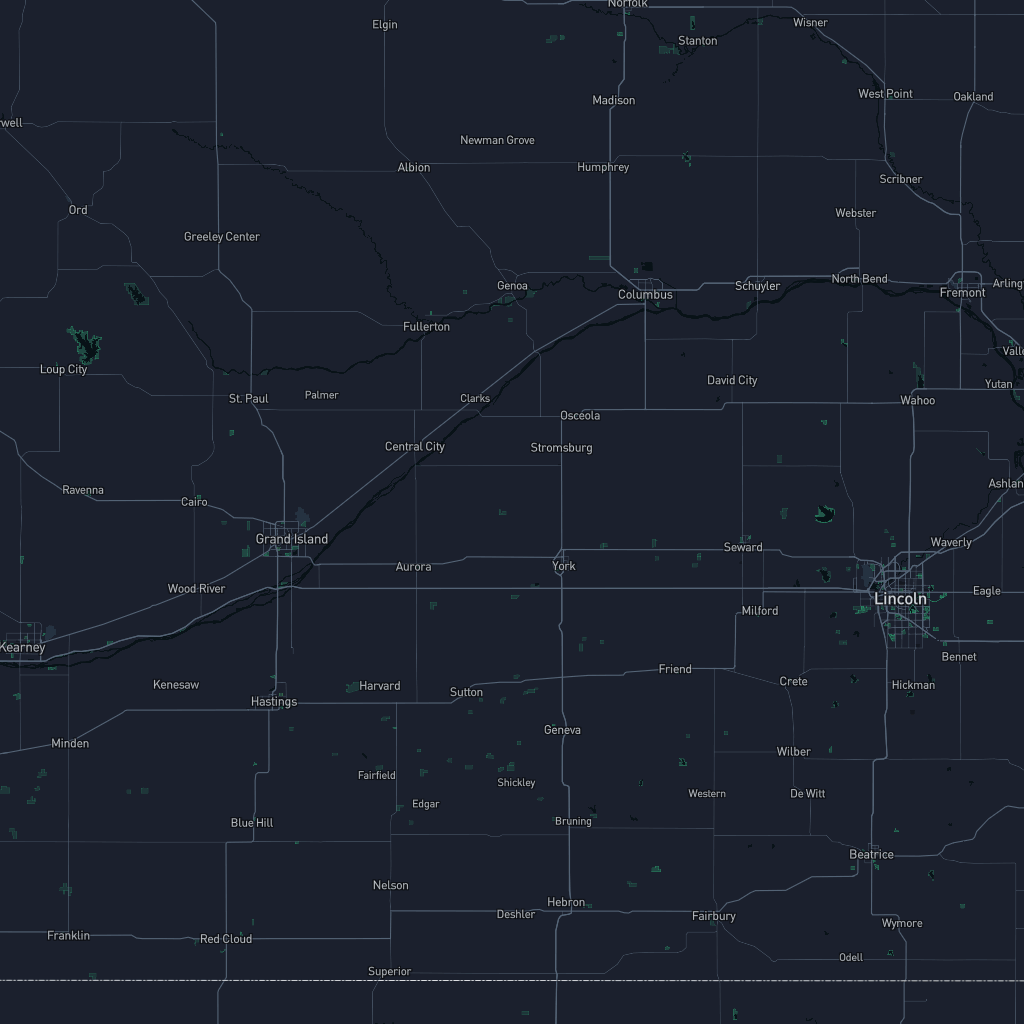 Norfolk
Elgin
Wisner
Stanton
West Point
Oakland
Madison
rwell
Newman Grove
Albion
Humphrey
Scribner
Ord
Webster
Greeley Center
North Bend
Genoa
Schuyler
Arling
Columbus
Fremont
Fullerton
Valle
Loup City
David City
Yutan
St. Paul
Palmer
Clarks
Wahoo
Osceola
Central City
Stromsburg
Ashlan
Ravenna
Cairo
Grand Island
Waverly
Seward
Aurora
York
Wood River
Eagle
Lincoln
Milford
Kearney
Bennet
Friend
Crete
Kenesaw
Harvard
Hickman
Sutton
Hastings
Geneva
Minden
Wilber
Fairfield
Shickley
Western
De Witt
Edgar
Blue Hill
Bruning
Beatrice
Nelson
Hebron
Deshler
Fairbury
Wymore
Franklin
Red Cloud
Odell
Superior